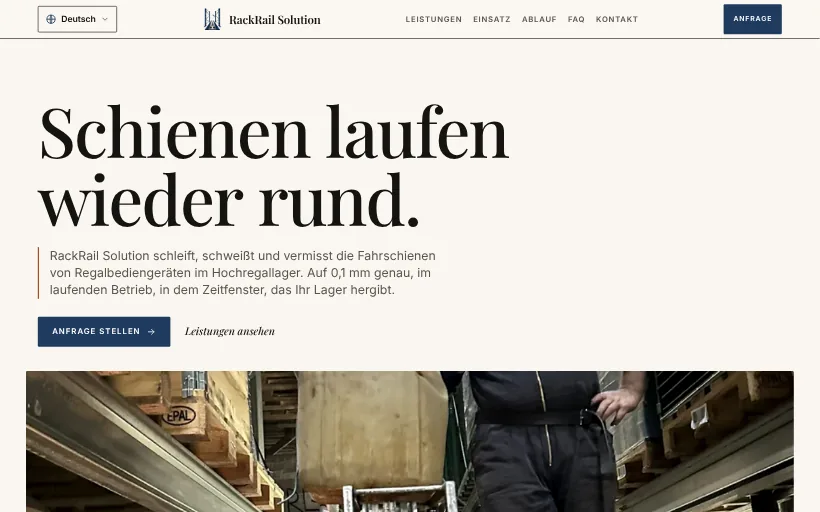 Deutsch
RackRail Solution
LEISTUNGEN EINSATZ ABLAUF FAQ KONTAKT
ANFRAGE
Schienen laufen
wieder rund.
RackRail Solution schleift, schweißt und vermisst die Fahrschienen
von Regalbediengeräten im Hochregallager. Auf 0,1 mm genau, im
laufenden Betrieb, in dem Zeitfenster, das Ihr Lager hergibt.
ANFRAGE STELLEN →
Leistungen ansehen
EPAL